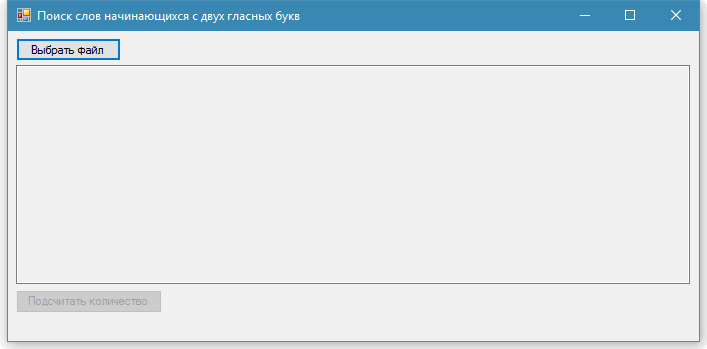 Поиск слов начинающихся с двух гласных букв
Выбрать файл
Подсчитать количество